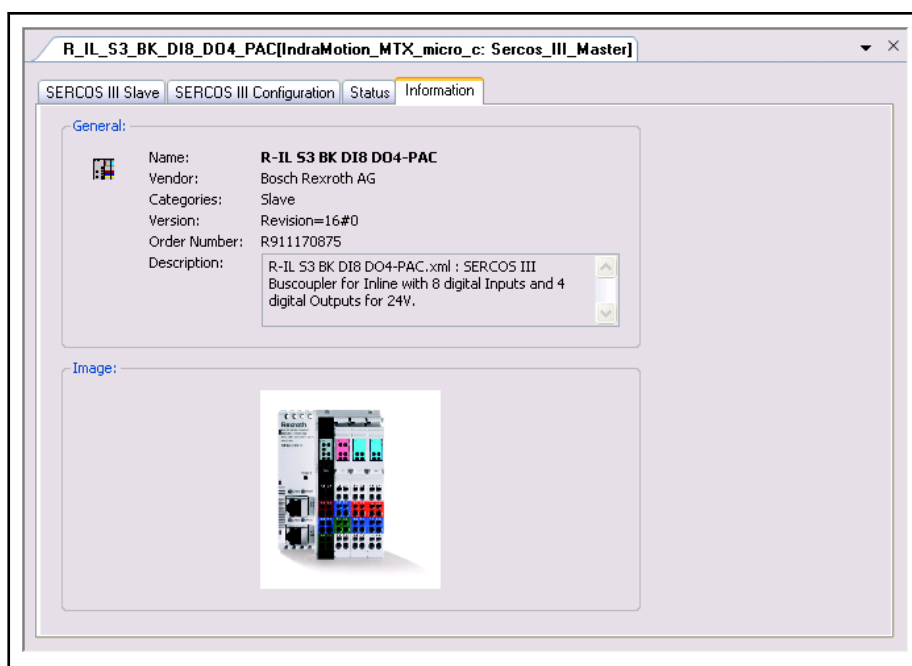 R_IL_S3_BK_DI8_DO4_PAC[IndraMotion_MTX_micro_c: Sercos_III_Master]
SERCOS III Slave SERCOS III Configuration Status Information
General:
Name: R-IL S3 BK DI8 DO4-PAC
Vendor: Bosch Rexroth AG
Categories: Slave
Version: Revision=16#0
Order Number: R911170875
Description: R-IL S3 BK DI8 DO4-PAC.xml : SERCOS III
Buscoupler for Inline with 8 digital Inputs and 4
digital Outputs for 24V.
Image:
Rexroth